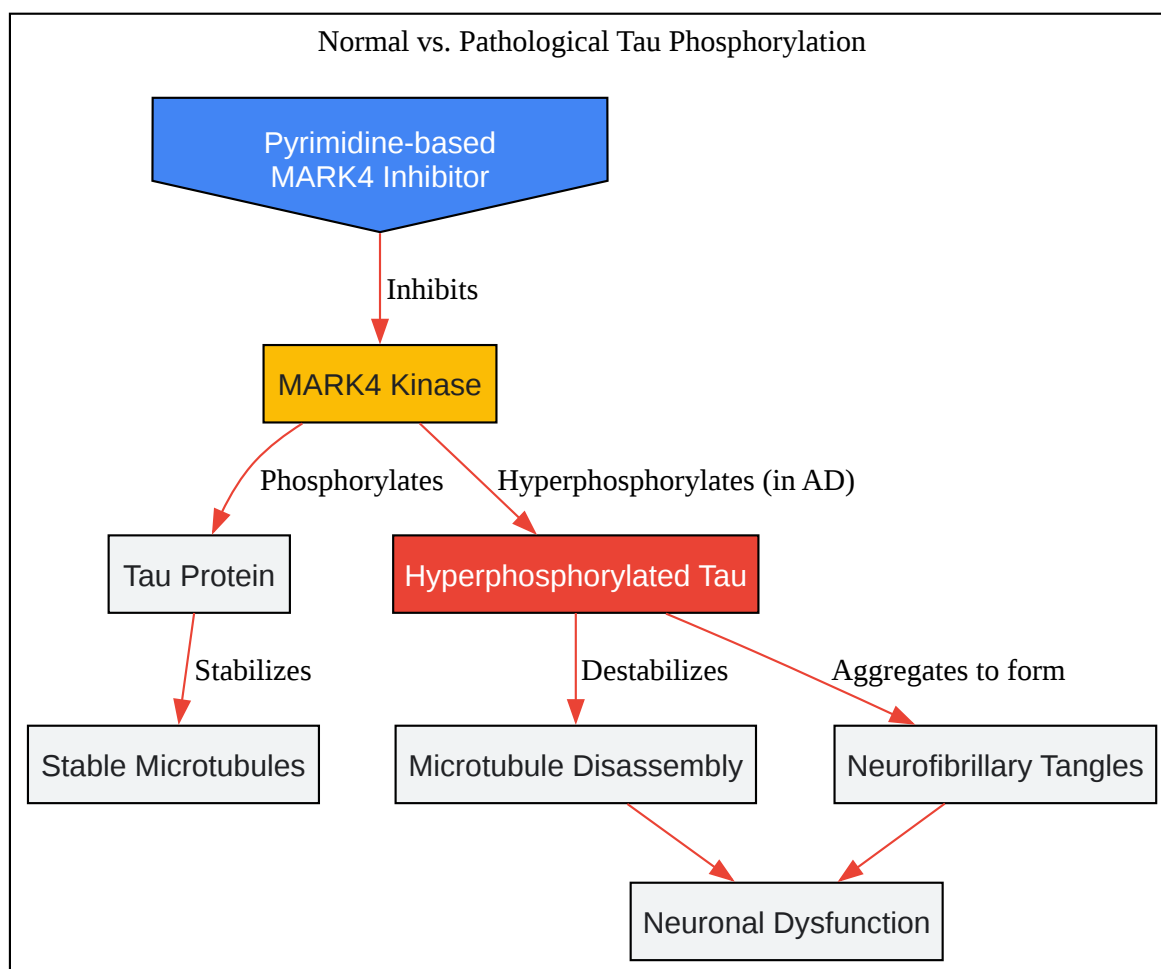 Normal vs. Pathological Tau Phosphorylation
Pyrimidine-based
MARK4 Inhibitor
Inhibits
MARK4 Kinase
Phosphorylates
Hyperphosphorylates (in AD)
Tau Protein
Hyperphosphorylated Tau
Stabilizes
Destabilizes
Aggregates to form
Stable Microtubules
Microtubule Disassembly
Neurofibrillary Tangles
Neuronal Dysfunction